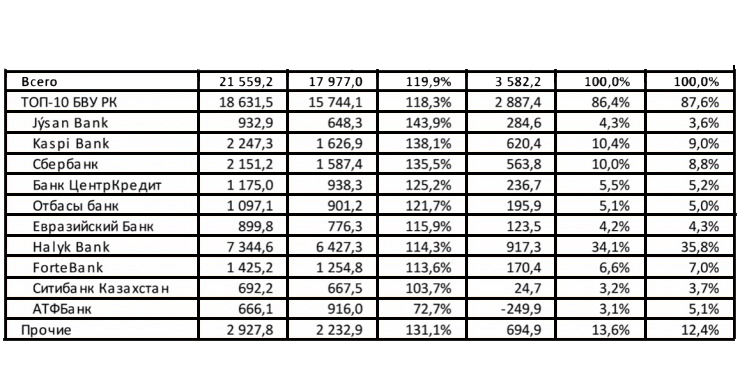 Всего 21 559,2 17 977,0 119,9% 3 582,2 100,0% 100,0%
ТОП-10 БВУ РК 18 631,5 15 744,1 118,3% 2 887,4 86,4% 87,6%
Jýsan Bank 932,9 648,3 143,9% 284,6 4,3% 3,6%
Kaspi Bank 2 247,3 1 626,9 138,1% 620,4 10,4% 9,0%
Сбербанк 2 151,2 1 587,4 135,5% 563,8 10,0% 8,8%
Банк ЦентрКредит 1 175,0 938,3 125,2% 236,7 5,5% 5,2%
Отбасы банк 1 097,1 901,2 121,7% 195,9 5,1% 5,0%
Евразийский Банк 899,8 776,3 115,9% 123,5 4,2% 4,3%
Halyk Bank 7 344,6 6 427,3 114,3% 917,3 34,1% 35,8%
ForteBank 1 425,2 1 254,8 113,6% 170,4 6,6% 7,0%
Ситибанк Казахстан 692,2 667,5 103,7% 24,7 3,2% 3,7%
АТФБанк 666,1 916,0 72,7% -249,9 3,1% 5,1%
Прочие 2 927,8 2 232,9 131,1% 694,9 13,6% 12,4%